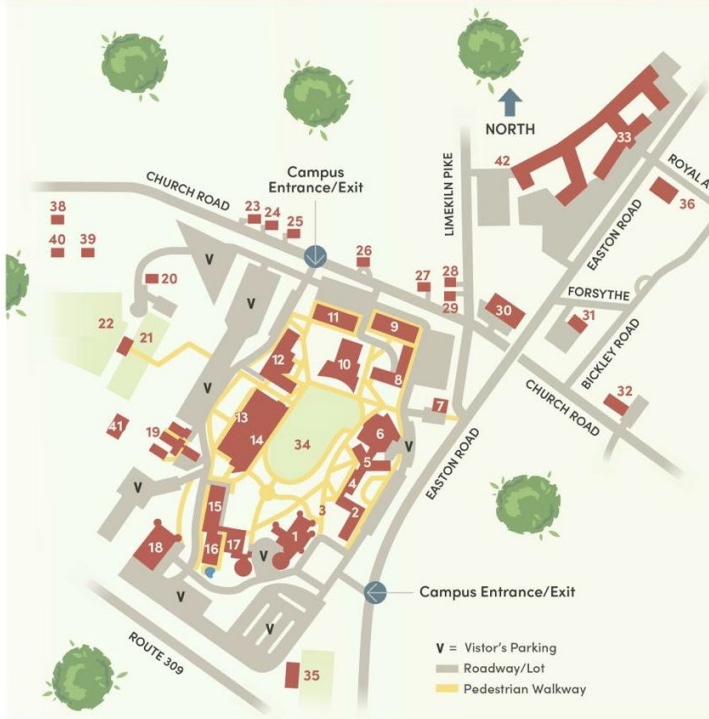 NORTH
33
42
ROYAL A
LIMEKILN PIKE
36
CHURCH ROAD
Campus
Entrance/Exit
38
23
24
25
EASTON ROAD
40
39
V
26
20
27
28
FORSYTHE
V
29
30
31
22
21
11
9
BICKLEY ROAD
12
10
8
V
32
7
CHURCH ROAD
13
41
19
14
34
6
V
EASTON ROAD
5
V
4
15
3
2
1
18
16
17
V
V
Campus Entrance/Exit
V
ROUTE 309
35
V = Vistor's Parking
Roadway/Lot
Pedestrian Walkway